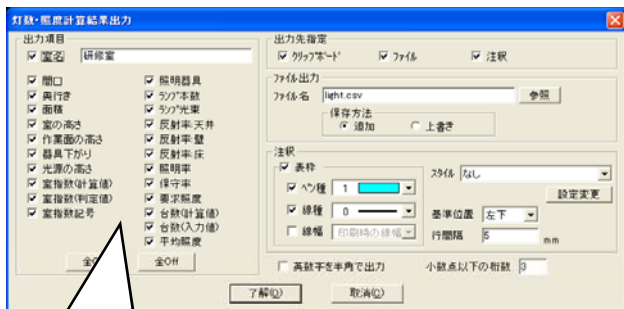 灯数・照度計算結果出力
出力項目
室名 研修室
間口
奥行き
面積
室の高さ
作業面の高さ
器具下がり
光源の高さ
室指数(計算値)
室指数(判定値)
室指数記号
照明器具
ﾗﾝﾌﾟ本数
ﾗﾝﾌﾟ光束
反射率:天井
反射率:壁
反射率:床
照明率
保守率
要求照度
台数(計算値)
台数(入力値)
平均照度
全Off
出力先指定
ｸﾘｯﾌﾟﾎﾞｰﾄﾞ ﾌｧｲﾙ 注釈
ﾌｧｲﾙ出力
ﾌｧｲﾙ名 light.csv 参照
保存方法
追加 上書き
注釈
表枠
ﾍﾟﾝ種 1
線種 0
線幅 印刷時の線幅
ｽﾀｲﾙ なし
設定変更
基準位置 左下
行間隔 5 mm
英数字を半角で出力 小数点以下の桁数 3
了解(O) 取消(C)